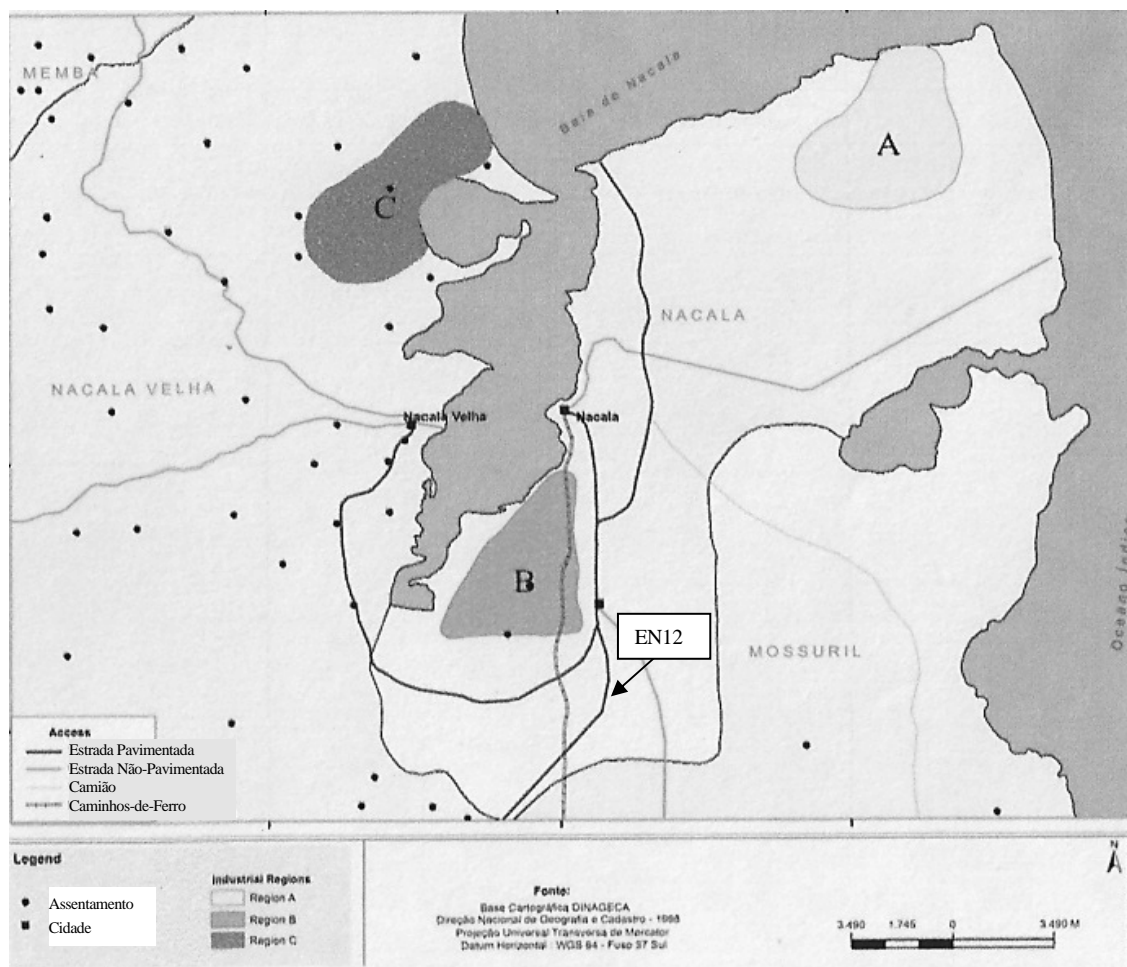 MEMBA
Baia de Nacala
A
C
NACALA
NACALA VELHA
Nacala Velha
Nacala
B
EN12
MOSSURIL
Oceano Índico
Access
Estrada Pavimentada
Estrada Não-Pavimentada
Camião
Caminhos-de-Ferro
Legend
Assentamento
Cidade
Industrial Regions
Region A
Region B
Region C
Fonte:
Base Cartográfica DINAGECA
Direção Nacional de Geografia e Cadastro - 1998
Projeção Universal Transversa de Mercator
Datum Horizontal : WGS 84 - Fuso 37 Sul
N
3.490 1.745 0 3.490 M